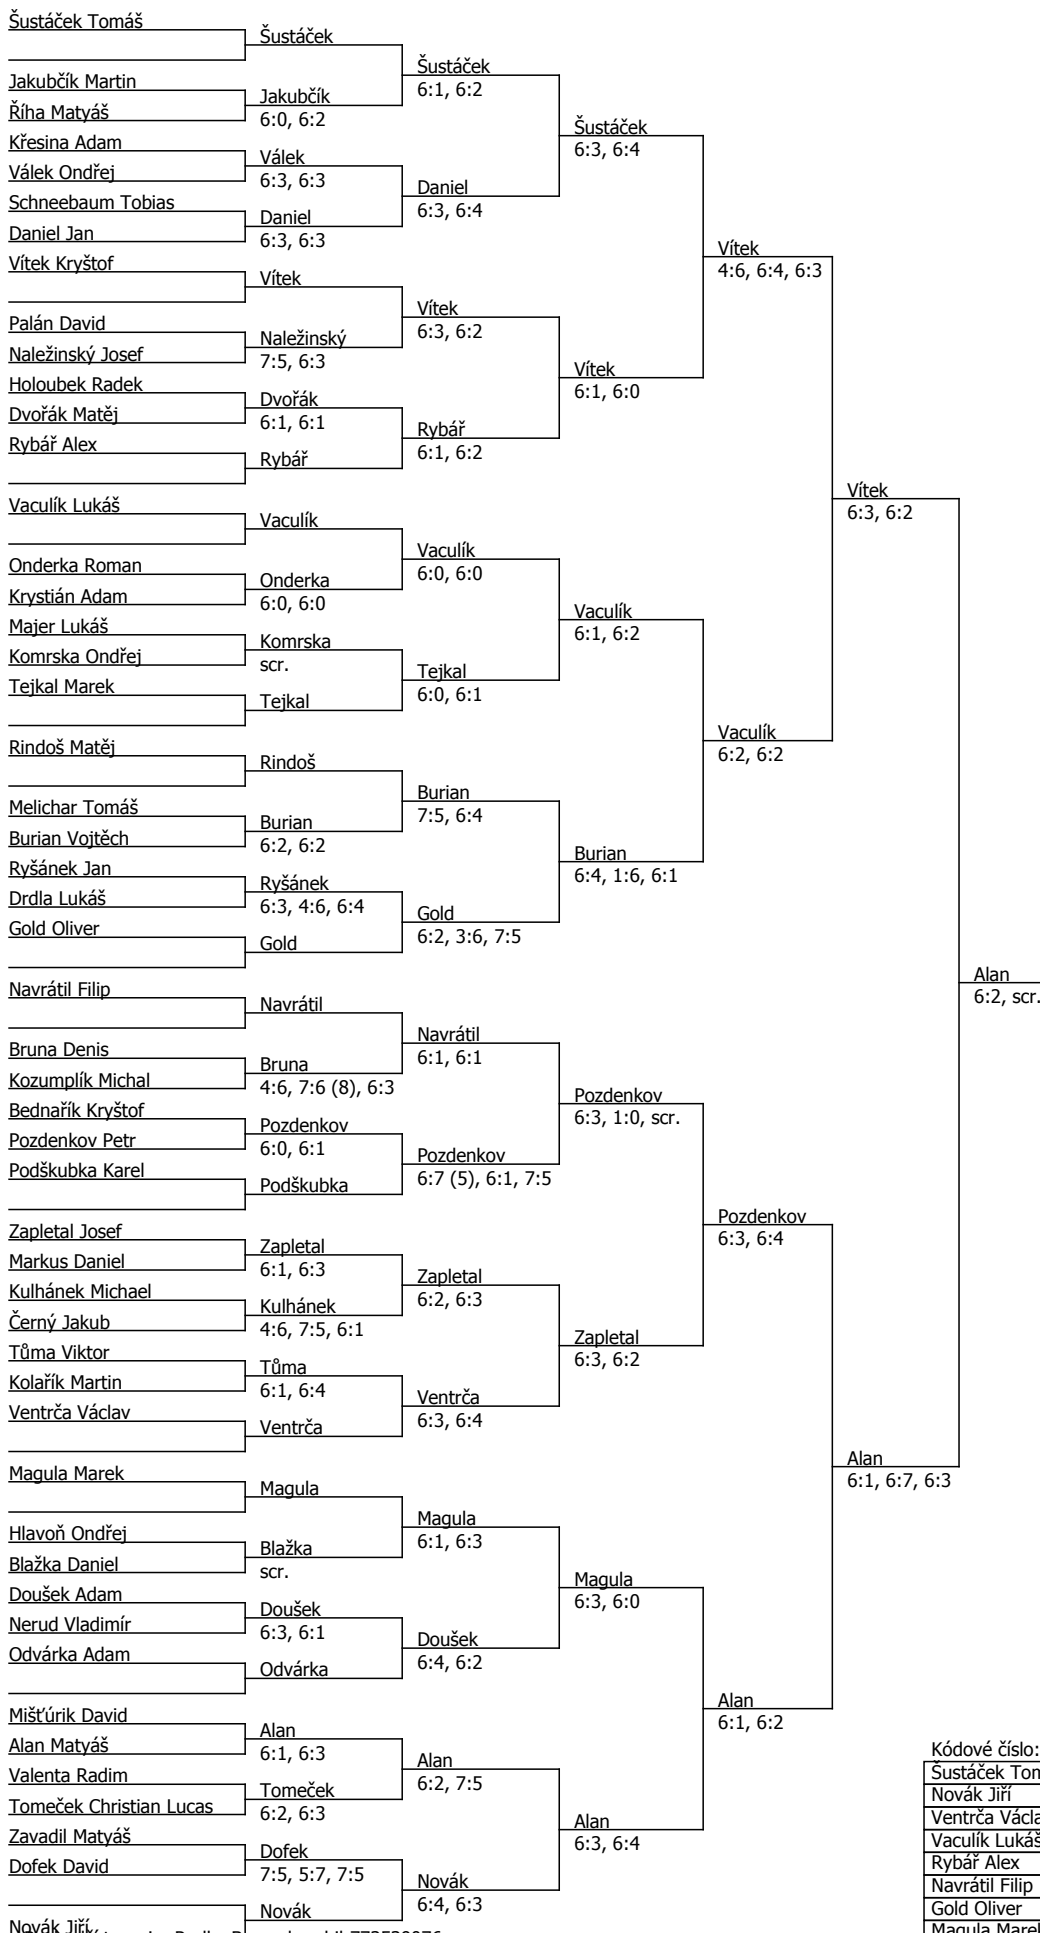 Šustáček Tomáš
Šustáček
Šustáček
6:1, 6:2
Jakubčík Martin
Jakubčík
6:0, 6:2
Říha Matyáš
Šustáček
6:3, 6:4
Křesina Adam
Válek
6:3, 6:3
Válek Ondřej
Daniel
6:3, 6:4
Schneebaum Tobias
Daniel
6:3, 6:3
Daniel Jan
Vítek
4:6, 6:4, 6:3
Vítek Kryštof
Vítek
Vítek
6:3, 6:2
Palán David
Naležinský
7:5, 6:3
Naležinský Josef
Vítek
6:1, 6:0
Holoubek Radek
Dvořák
6:1, 6:1
Dvořák Matěj
Rybář
6:1, 6:2
Rybář Alex
Rybář
Vítek
6:3, 6:2
Vaculík Lukáš
Vaculík
Vaculík
6:0, 6:0
Onderka Roman
Onderka
6:0, 6:0
Krystián Adam
Vaculík
6:1, 6:2
Majer Lukáš
Komrska
scr.
Komrska Ondřej
Tejkal
6:0, 6:1
Tejkal Marek
Tejkal
Vaculík
6:2, 6:2
Rindoš Matěj
Rindoš
Burian
7:5, 6:4
Melichar Tomáš
Burian
6:2, 6:2
Burian Vojtěch
Burian
6:4, 1:6, 6:1
Ryšánek Jan
Ryšánek
6:3, 4:6, 6:4
Drdla Lukáš
Gold
6:2, 3:6, 7:5
Gold Oliver
Gold
Alan
6:2, scr.
Navrátil Filip
Navrátil
Navrátil
6:1, 6:1
Bruna Denis
Bruna
4:6, 7:6 (8), 6:3
Kozumplík Michal
Pozdenkov
6:3, 1:0, scr.
Bednařík Kryštof
Pozdenkov
6:0, 6:1
Pozdenkov Petr
Pozdenkov
6:7 (5), 6:1, 7:5
Podškubka Karel
Podškubka
Pozdenkov
6:3, 6:4
Zapletal Josef
Zapletal
6:1, 6:3
Markus Daniel
Zapletal
6:2, 6:3
Kulhánek Michael
Kulhánek
4:6, 7:5, 6:1
Černý Jakub
Zapletal
6:3, 6:2
Tůma Viktor
Tůma
6:1, 6:4
Kolařík Martin
Ventrča
6:3, 6:4
Ventrča Václav
Ventrča
Alan
6:1, 6:7, 6:3
Magula Marek
Magula
Magula
6:1, 6:3
Hlavoň Ondřej
Blažka
scr.
Blažka Daniel
Magula
6:3, 6:0
Doušek Adam
Doušek
6:3, 6:1
Nerud Vladimír
Doušek
6:4, 6:2
Odvárka Adam
Odvárka
Alan
6:1, 6:2
Mišťúrik David
Alan
6:1, 6:3
Alan Matyáš
Alan
6:2, 7:5
Valenta Radim
Tomeček
6:2, 6:3
Tomeček Christian Lucas
Alan
6:3, 6:4
Zavadil Matyáš
Dofek
7:5, 5:7, 7:5
Dofek David
Novák
6:4, 6:3
Novák
Novák Jiří
Kódové číslo:
Šustáček Tom
Novák Jiří
Ventrča Václa
Vaculík Lukáš
Rybář Alex
Navrátil Filip
Gold Oliver
Magula Marek